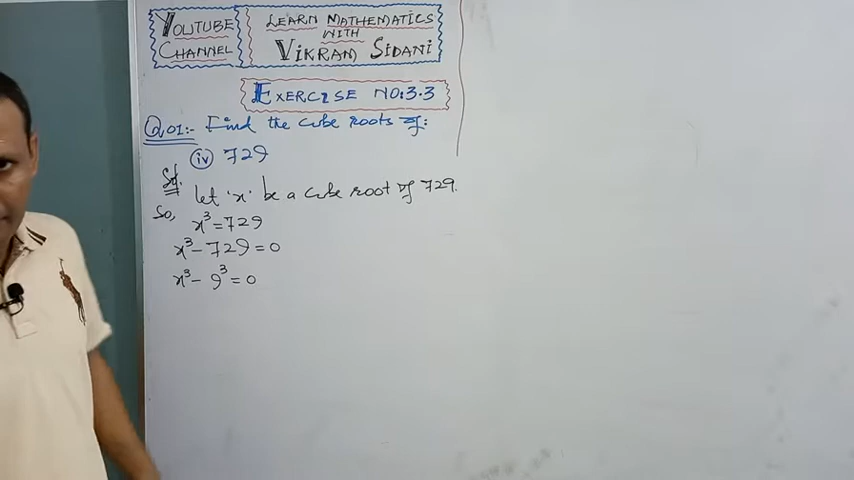 YOUTUBE CHANNEL
LEARN MATHEMATICS
WITH
VIKRAM SIDANI
EXERCISE NO:3.3
Q.01:- Find the cube roots of:
iv 729
Sol.
Let 'x' be a cube root of 729.
So, x³ = 729
x³ - 729 = 0
x³ - 9³ = 0